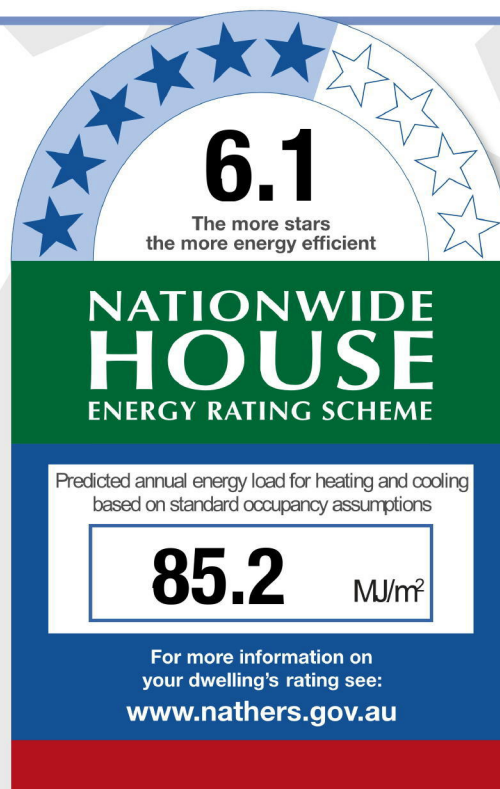 6.1
The more stars
the more energy efficient
NATIONWIDE
HOUSE
ENERGY RATING SCHEME
Predicted annual energy load for heating and cooling
based on standard occupancy assumptions
85.2 MJ/m²
For more information on
your dwelling's rating see:
www.nathers.gov.au